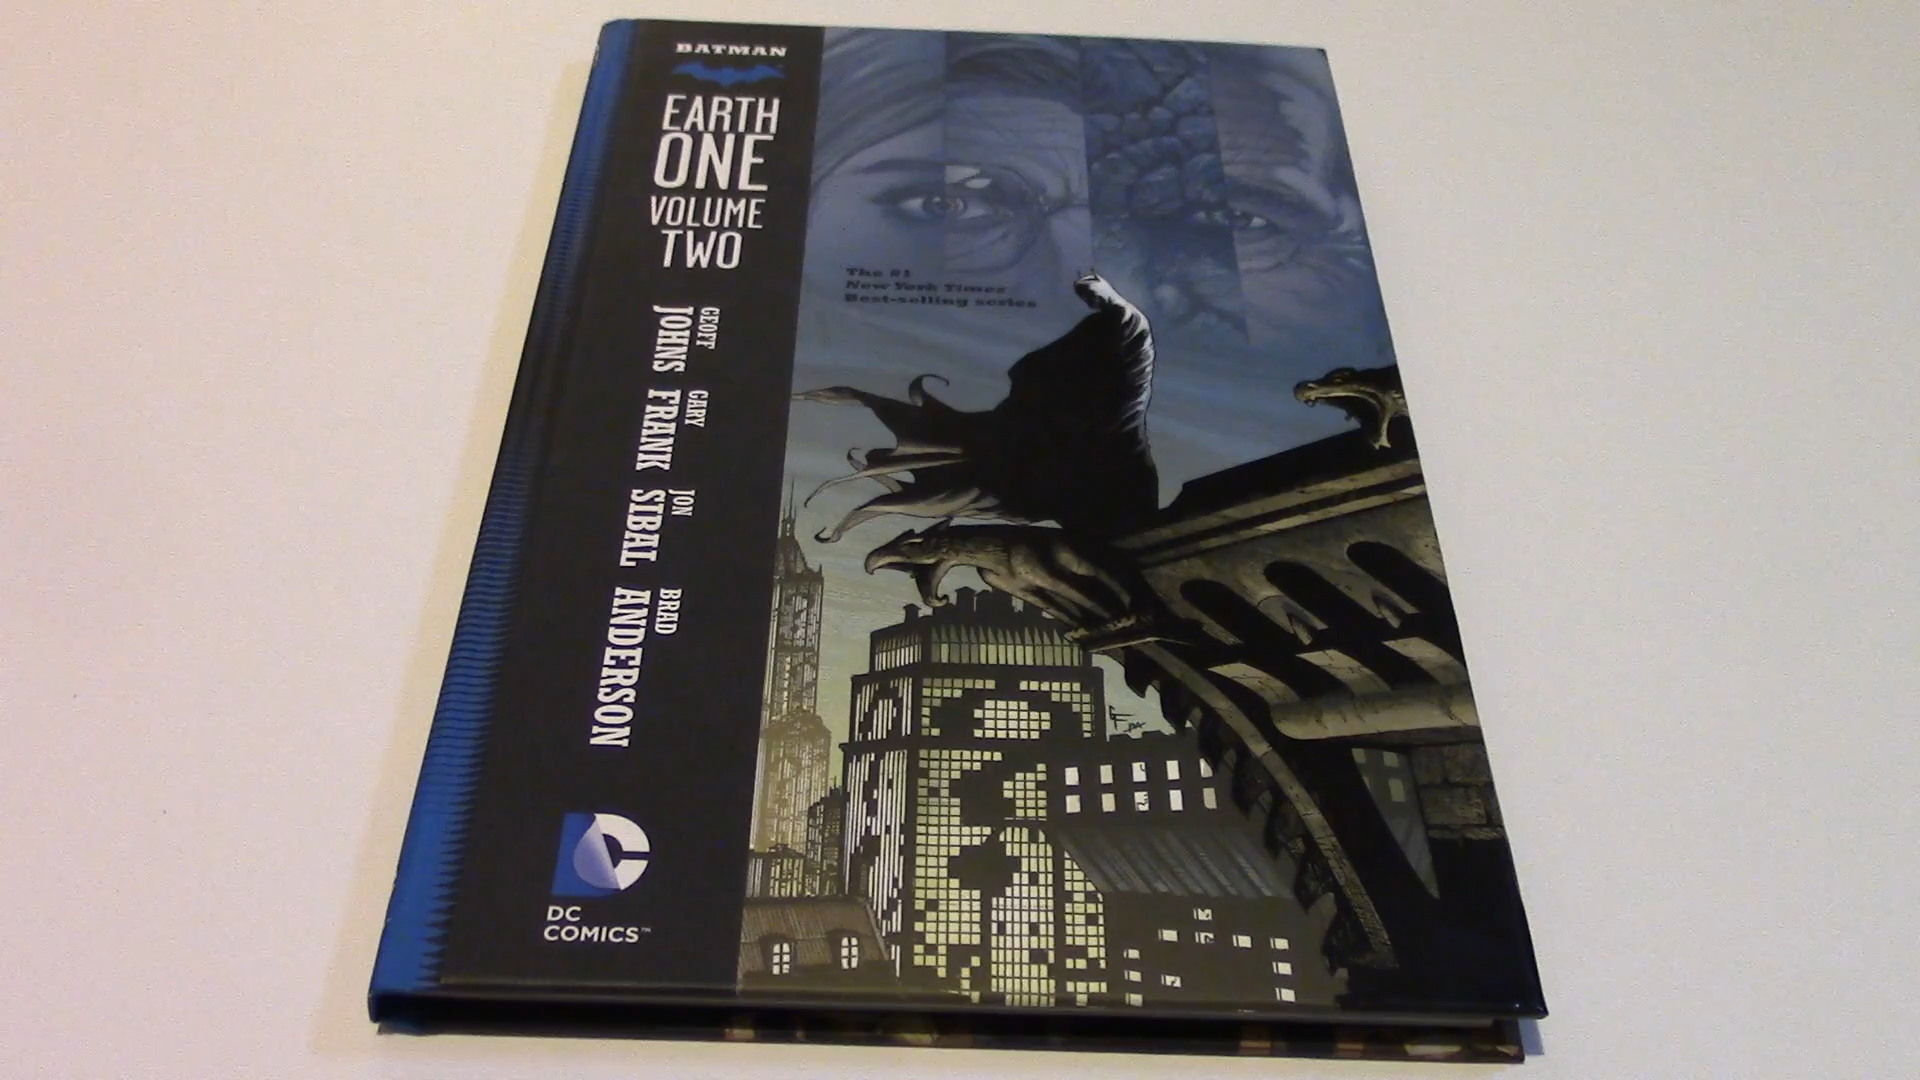 BATMAN
EARTH
ONE
VOLUME
TWO
GEOFF
JOHNS
GARY
FRANK
JON
SIBAL
BRAD
ANDERSON
The #1
New York Times
Best-selling series
DC
COMICS™